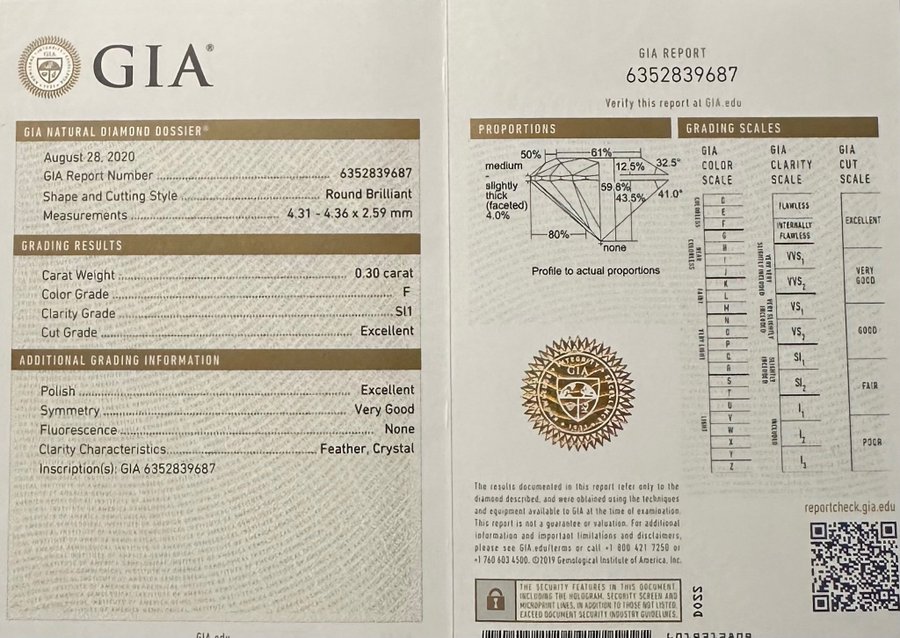 GIA®
GIA NATURAL DIAMOND DOSSIER®
August 28, 2020
GIA Report Number 6352839687
Shape and Cutting Style Round Brilliant
Measurements 4.31 - 4.36 x 2.59 mm
GRADING RESULTS
Carat Weight 0.30 carat
Color Grade F
Clarity Grade SI1
Cut Grade Excellent
ADDITIONAL GRADING INFORMATION
Polish Excellent
Symmetry Very Good
Fluorescence None
Clarity Characteristics Feather, Crystal
Inscription(s): GIA 6352839687
GIA REPORT
6352839687
Verify this report at GIA.edu
PROPORTIONS
50%
61%
medium
-
slightly
thick
(faceted)
4.0%
12.5%
32.5°
59.8%
43.5%
41.0°
80%
none
Profile to actual proportions
GIA
The results documented in this report refer only to the
diamond described, and were obtained using the techniques
and equipment available to GIA at the time of examination.
This report is not a guarantee or valuation. For additional
information and important limitations and disclaimers,
please see GIA.edu/terms or call +1 800 421 7250 or
+1 760 603 4500. ©2019 Gemological Institute of America, Inc.
THE SECURITY FEATURES IN THIS DOCUMENT,
INCLUDING THE HOLOGRAM, SECURITY SCREEN AND
MICROPRINT LINES, IN ADDITION TO THOSE NOT LISTED,
EXCEED DOCUMENT SECURITY INDUSTRY GUIDELINES.
GRADING SCALES
GIA
COLOR
SCALE
COLORLESS
D
E
F
G
H
I
J
K
L
M
N
O
P
Q
R
S
T
U
V
W
X
Y
Z
NEAR
COLORLESS
FAINT
VERY LIGHT
LIGHT
GIA
CLARITY
SCALE
FLAWLESS
INTERNALLY
FLAWLESS
VVS1
VVS2
VS1
VS2
SI1
SI2
I1
I2
I3
VERY VERY
SLIGHTLY INCLUDED
VERY SLIGHTLY
INCLUDED
SLIGHTLY
INCLUDED
INCLUDED
GIA
CUT
SCALE
EXCELLENT
VERY
GOOD
GOOD
FAIR
POOR
reportcheck.gia.edu